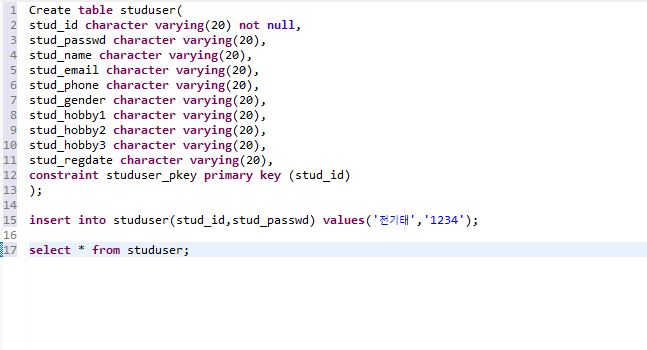 1 Create table studuser(
2 stud_id character varying(20) not null,
3 stud_passwd character varying(20),
4 stud_name character varying(20),
5 stud_email character varying(20),
6 stud_phone character varying(20),
7 stud_gender character varying(20),
8 stud_hobby1 character varying(20),
9 stud_hobby2 character varying(20),
10 stud_hobby3 character varying(20),
11 stud_regdate character varying(20),
12 constraint studuser_pkey primary key (stud_id)
13 );
14
15 insert into studuser(stud_id,stud_passwd) values('전기태','1234');
16
17 select * from studuser;